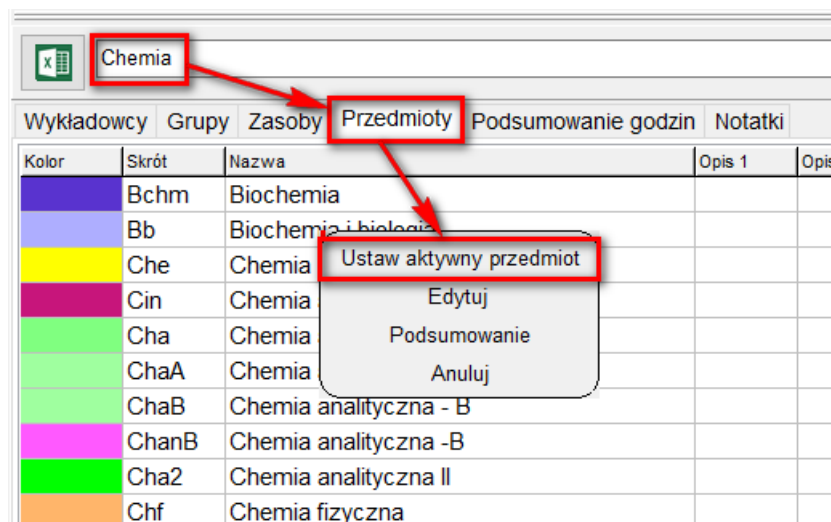 Chemia
Wykładowcy Grupy Zasoby Przedmioty Podsumowanie godzin Notatki
Kolor Skrót Nazwa Opis 1 Opis
Bchm Biochemia
Bb Biochemia i biologia
Che Chemia
Ustaw aktywny przedmiot
Cin Chemia
Edytuj
Cha Chemia
Podsumowanie
ChaA Chemia
Anuluj
ChaB Chemia analityczna - B
ChanB Chemia analityczna -B
Cha2 Chemia analityczna II
Chf Chemia fizyczna